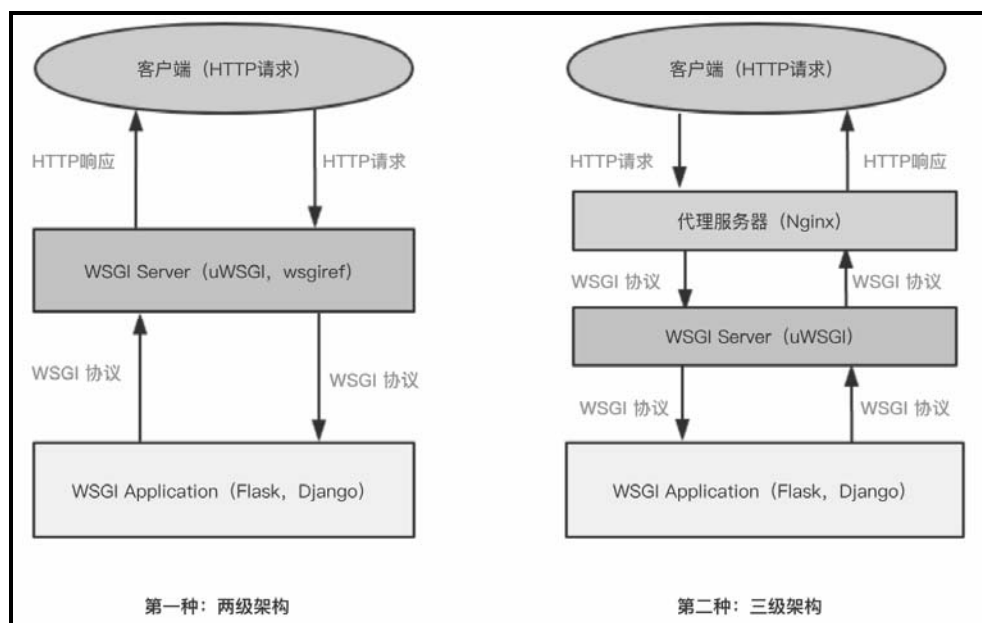 客户端（HTTP请求）
HTTP响应
HTTP请求
WSGI Server（uWSGI，wsgiref）
WSGI 协议
WSGI 协议
WSGI Application（Flask，Django）
第一种：两级架构
客户端（HTTP请求）
HTTP请求
HTTP响应
代理服务器（Nginx）
WSGI 协议
WSGI 协议
WSGI Server（uWSGI）
WSGI 协议
WSGI 协议
WSGI Application（Flask，Django）
第二种：三级架构